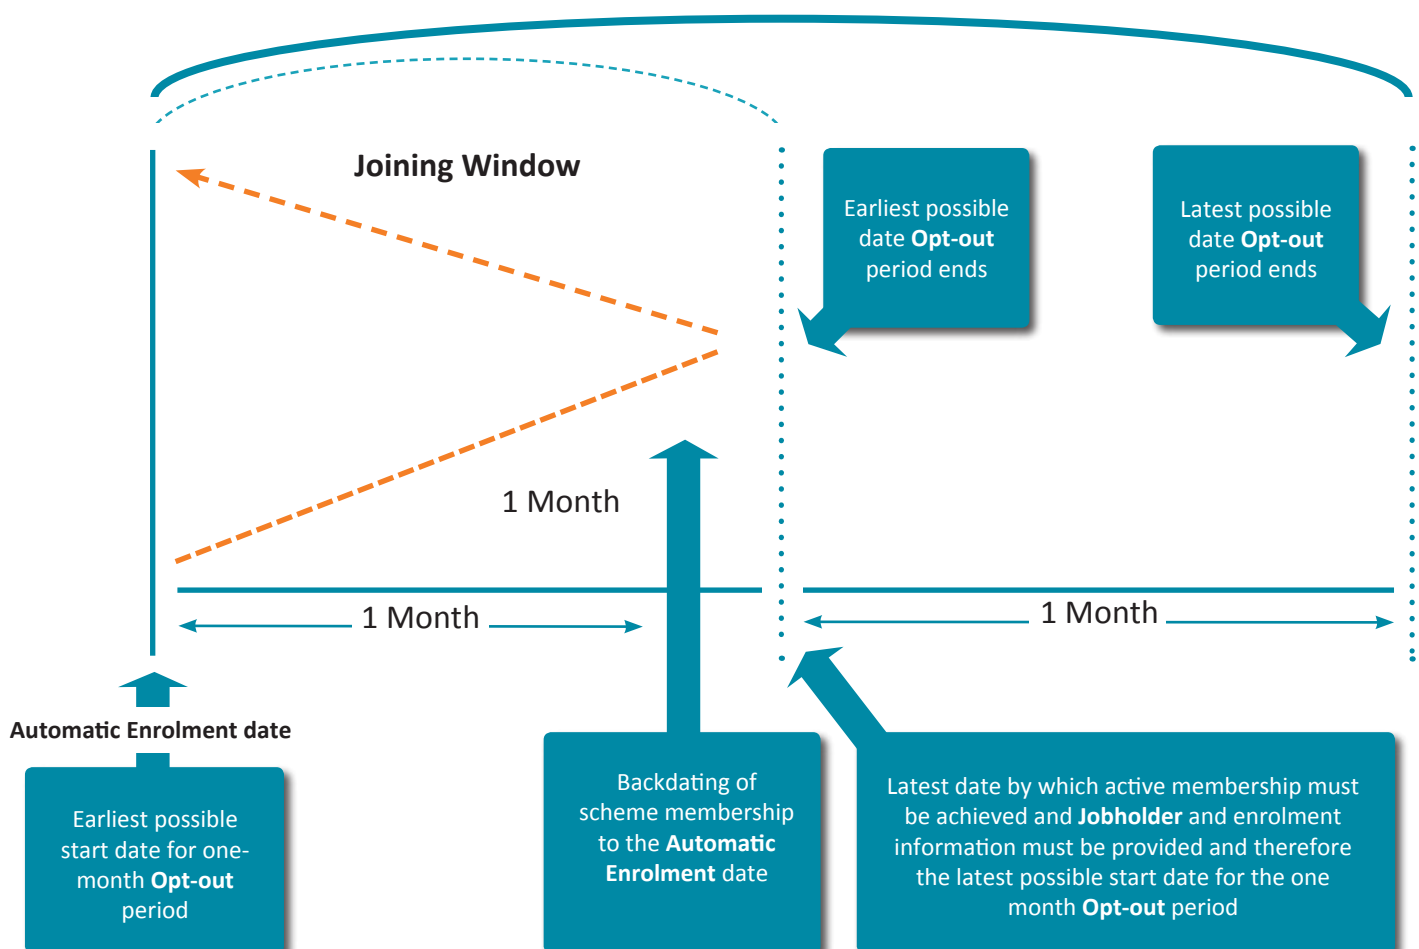 Joining Window
Earliest possible
date Opt-out
period ends
Latest possible
date Opt-out
period ends
1 Month
1 Month
1 Month
Automatic Enrolment date
Earliest possible
start date for one-
month Opt-out
period
Backdating of
scheme membership
to the Automatic
Enrolment date
Latest date by which active membership must
be achieved and Jobholder and enrolment
information must be provided and therefore
the latest possible start date for the one
month Opt-out period